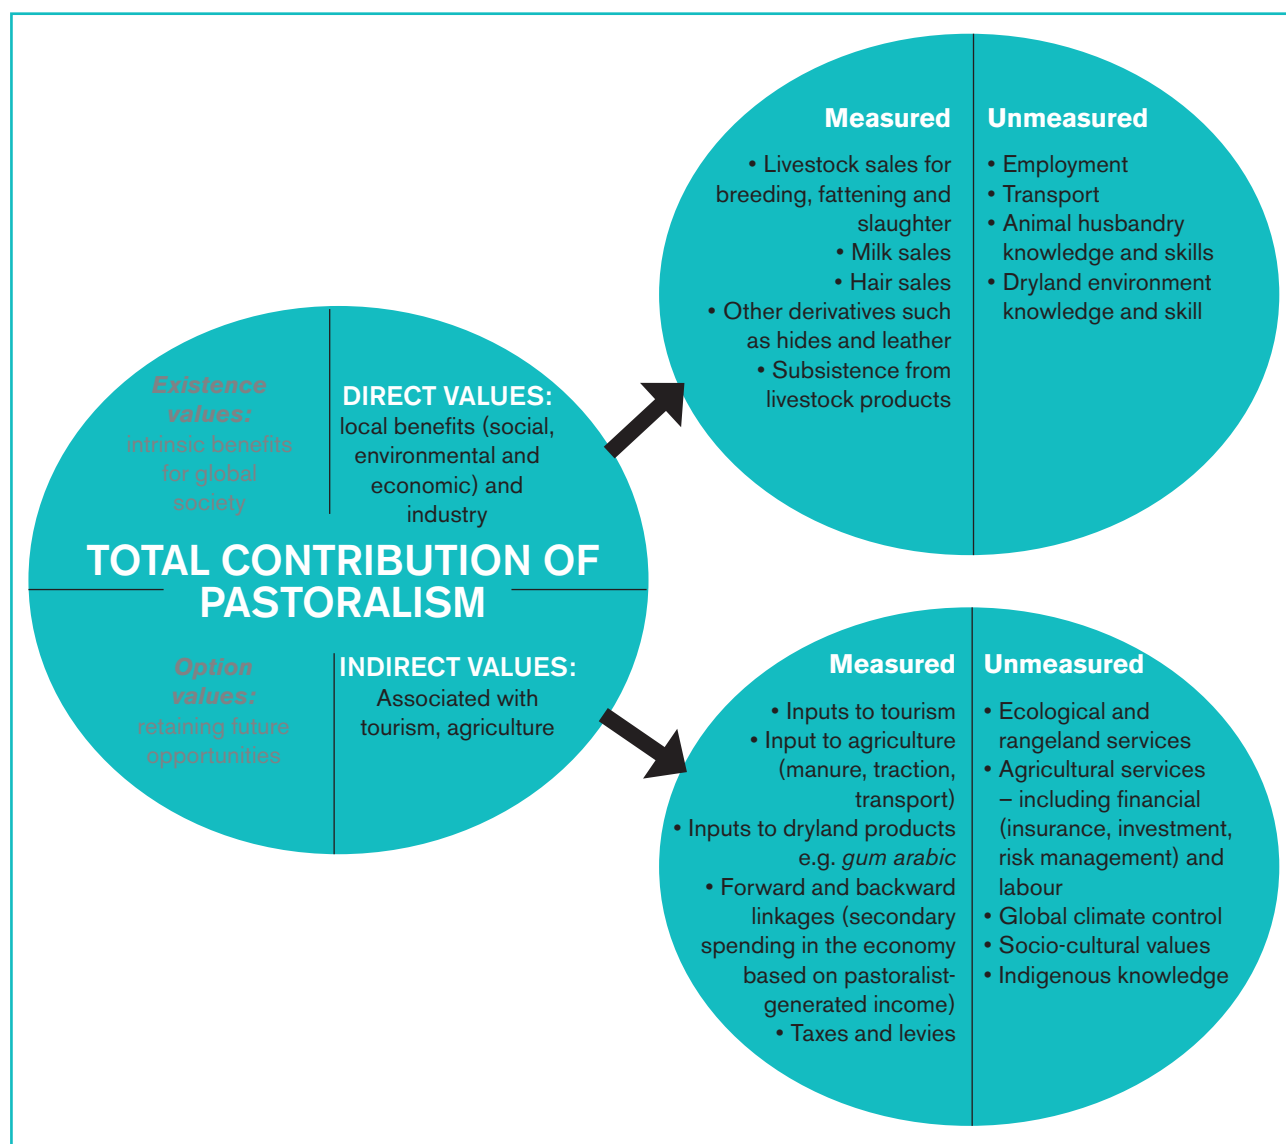 Existence
values:
intrinsic benefits
for global
society
DIRECT VALUES:
local benefits (social,
environmental and
economic) and
industry
TOTAL CONTRIBUTION OF
PASTORALISM
Option
values:
retaining future
opportunities
INDIRECT VALUES:
Associated with
tourism, agriculture
Measured
• Livestock sales for
breeding, fattening and
slaughter
• Milk sales
• Hair sales
• Other derivatives such
as hides and leather
• Subsistence from
livestock products
Unmeasured
• Employment
• Transport
• Animal husbandry
knowledge and skills
• Dryland environment
knowledge and skill
Measured
• Inputs to tourism
• Input to agriculture
(manure, traction,
transport)
• Inputs to dryland products
e.g. gum arabic
• Forward and backward
linkages (secondary
spending in the economy
based on pastoralist-
generated income)
• Taxes and levies
Unmeasured
• Ecological and
rangeland services
• Agricultural services
– including financial
(insurance, investment,
risk management) and
labour
• Global climate control
• Socio-cultural values
• Indigenous knowledge